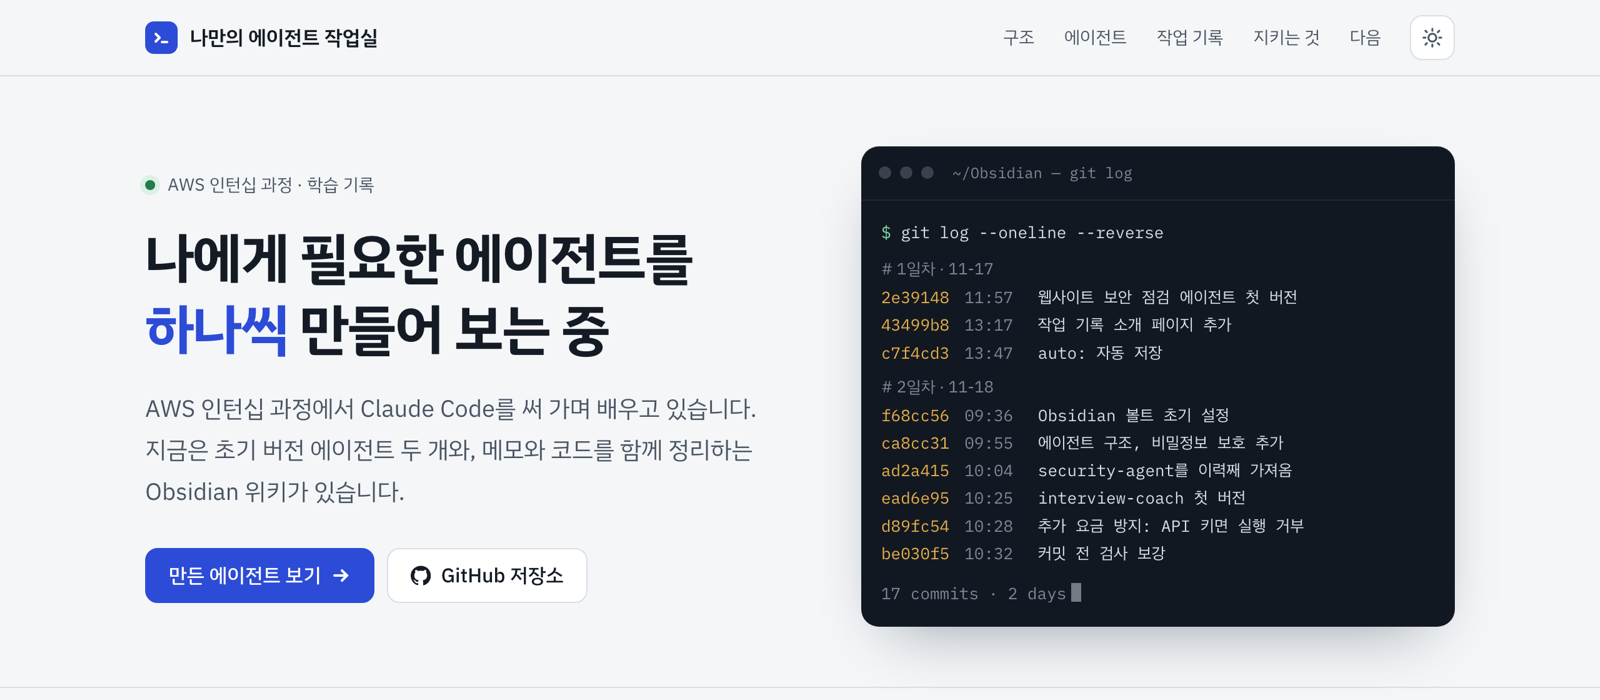 나만의 에이전트 작업실
구조
에이전트
작업 기록
지키는 것
다음
AWS 인턴십 과정 · 학습 기록
나에게 필요한 에이전트를
하나씩 만들어 보는 중
AWS 인턴십 과정에서 Claude Code를 써 가며 배우고 있습니다.
지금은 초기 버전 에이전트 두 개와, 메모와 코드를 함께 정리하는
Obsidian 위키가 있습니다.
만든 에이전트 보기 →
GitHub 저장소
~/Obsidian — git log
$ git log --oneline --reverse
# 1일차 · 11-17
2e39148 11:57 웹사이트 보안 점검 에이전트 첫 버전
43499b8 13:17 작업 기록 소개 페이지 추가
c7f4cd3 13:47 auto: 자동 저장
# 2일차 · 11-18
f68cc56 09:36 Obsidian 볼트 초기 설정
ca8cc31 09:55 에이전트 구조, 비밀정보 보호 추가
ad2a415 10:04 security-agent를 이력째 가져옴
ead6e95 10:25 interview-coach 첫 버전
d89fc54 10:28 추가 요금 방지: API 키면 실행 거부
be030f5 10:32 커밋 전 검사 보강
17 commits · 2 days